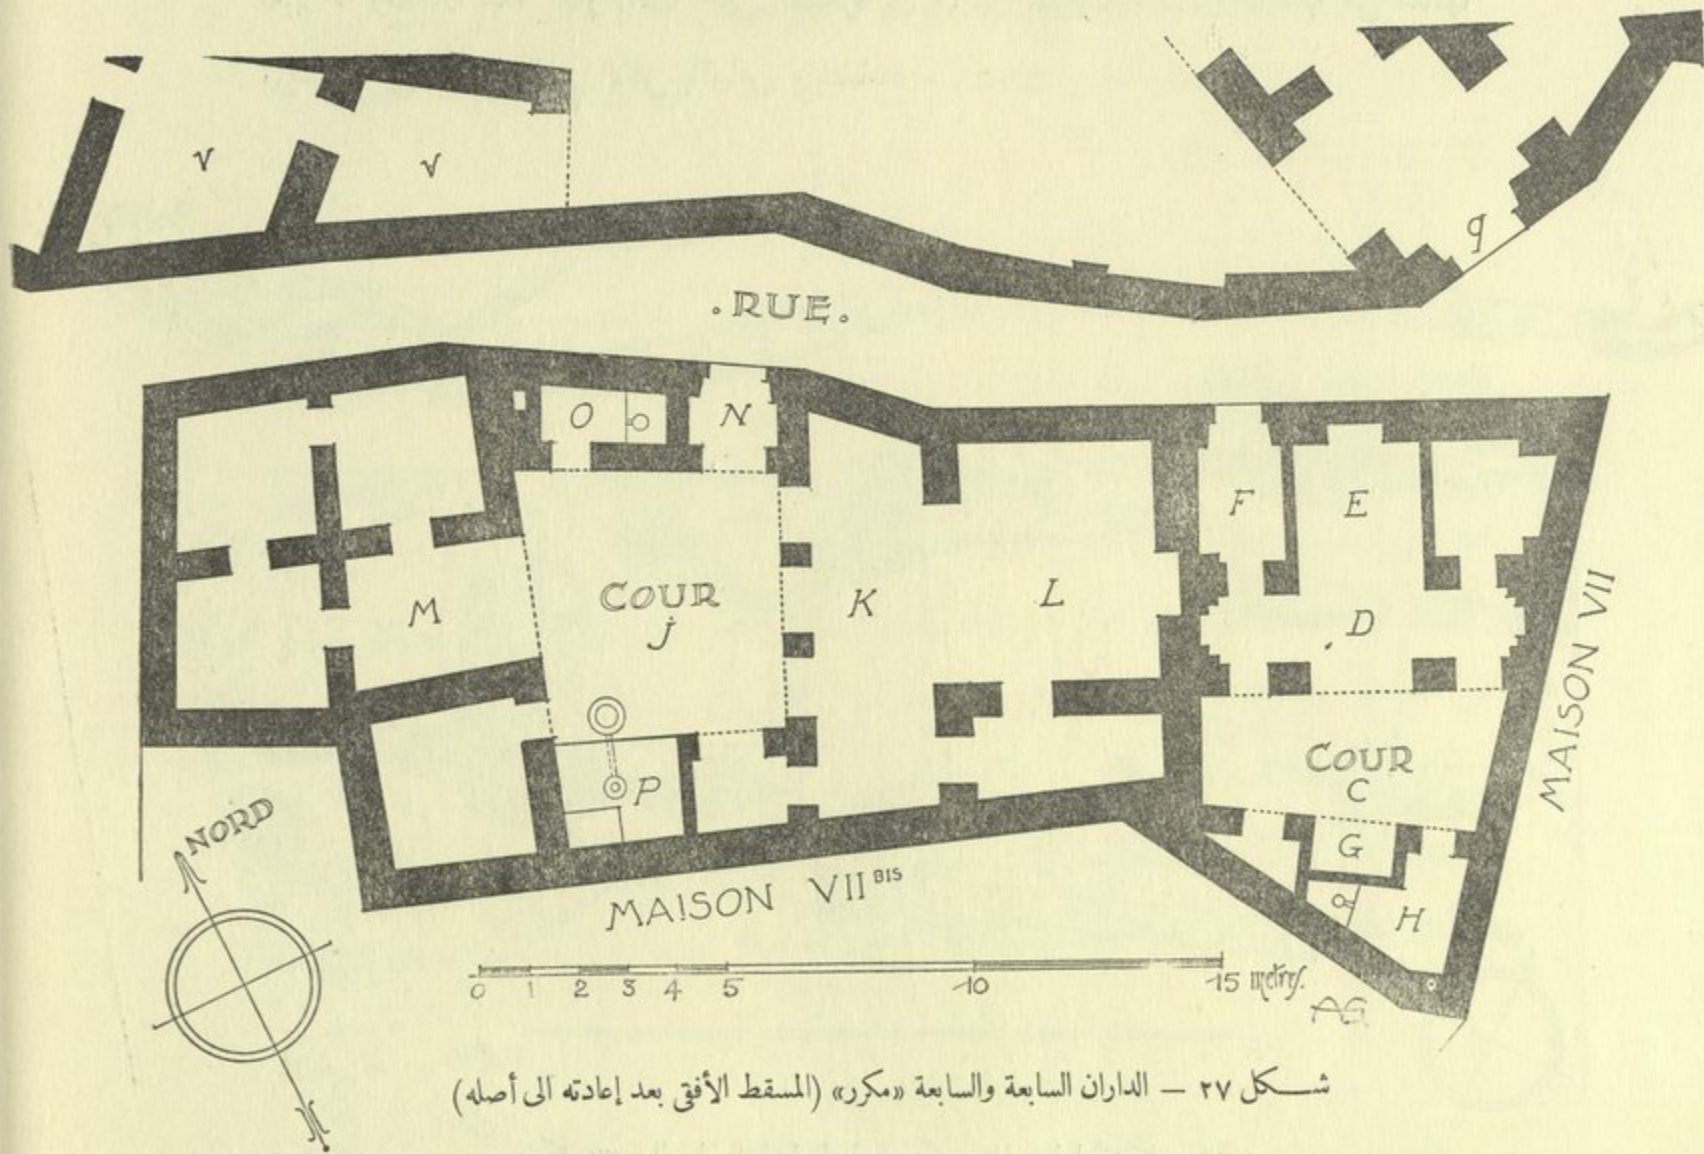 v
v
q
.RUE.
O
N
F
E
M
COUR
J
K
L
D
COUR
C
P
G
H
MAISON VII
MAISON VII BIS
NORD
0 1 2 3 4 5 10 15 metres.
AG
شكل ٢٧ — الداران السابعة والسابعة «مكرر» (المسقط الأفقى بعد إعادته الى أصله)